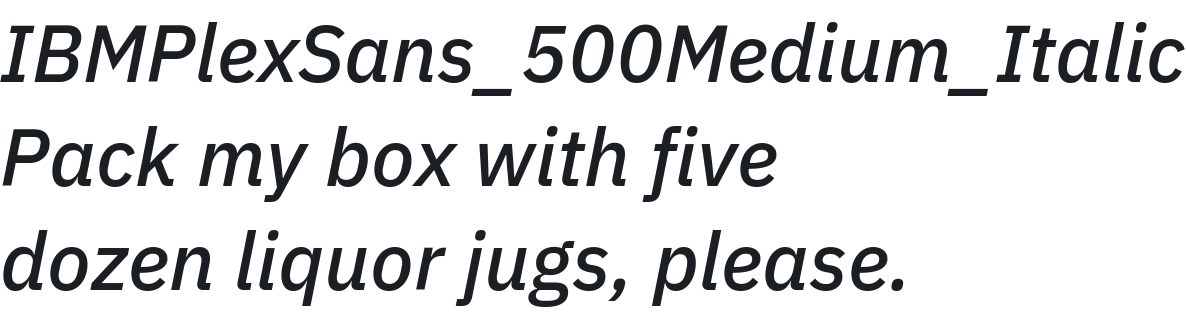 IBMPlexSans_500Medium_Italic
Pack my box with five
dozen liquor jugs, please.